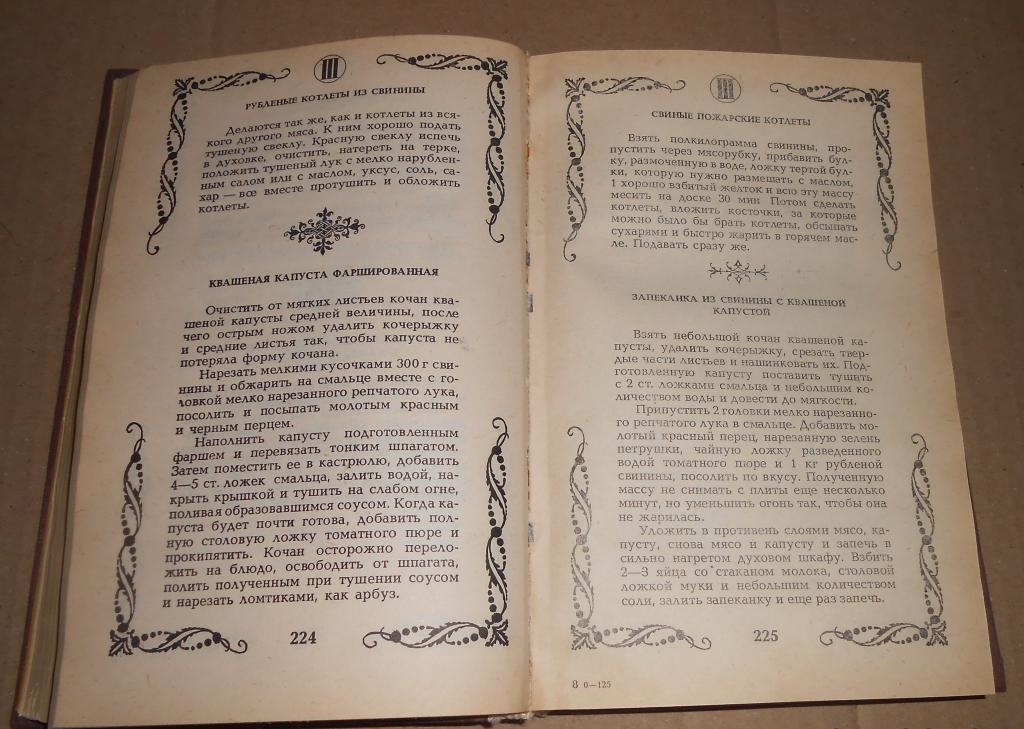 III
РУБЛЕНЫЕ КОТЛЕТЫ ИЗ СВИНИНЫ
Делаются так же, как и котлеты из вся-
кого другого мяса. К ним хорошо подать
тушеную свеклу. Красную свеклу испечь
в духовке, очистить, натереть на терке,
положить тушеный лук с мелко нарублен-
ным салом или с маслом, уксус, соль, са-
хар — все вместе протушить и обложить
котлеты.
КВАШЕНАЯ КАПУСТА ФАРШИРОВАННАЯ
Очистить от мягких листьев кочан ква-
шеной капусты средней величины, после
чего острым ножом удалить кочерыжку
и средние листья так, чтобы капуста не
потеряла форму кочана.
Нарезать мелкими кусочками 300 г сви-
нины и обжарить на смальце вместе с го-
ловкой мелко нарезанного репчатого лука,
посолить и посыпать молотым красным
и черным перцем.
Наполнить капусту подготовленным
фаршем и перевязать тонким шпагатом.
Затем поместить ее в кастрюлю, добавить
4—5 ст. ложек смальца, залить водой, на-
крыть крышкой и тушить на слабом огне,
поливая образовавшимся соусом. Когда ка-
пуста будет почти готова, добавить пол-
ную столовую ложку томатного пюре и
прокипятить. Кочан осторожно перело-
жить на блюдо, освободить от шпагата,
полить полученным при тушении соусом
и нарезать ломтиками, как арбуз.
224
III
СВИНЫЕ ПОЖАРСКИЕ КОТЛЕТЫ
Взять полкилограмма свинины, про-
пустить через мясорубку, прибавить бул-
ку, размоченную в воде, ложку тертой бул-
ки, которую нужно размешать с маслом,
1 хорошо взбитый желток и всю эту массу
месить на доске 30 мин Потом сделать
котлеты, вложить косточки, за которые
можно было бы брать котлеты, обсыпать
сухарями и быстро жарить в горячем мас-
ле. Подавать сразу же.
ЗАПЕКАНКА ИЗ СВИНИНЫ С КВАШЕНОЙ
КАПУСТОЙ
Взять небольшой кочан квашеной ка-
пусты, удалить кочерыжку, срезать твер-
дые части листьев и нашинковать их. Под-
готовленную капусту поставить тушить
с 2 ст. ложками смальца и небольшим ко-
личеством воды и довести до мягкости.
Припустить 2 головки мелко нарезанно-
го репчатого лука в смальце. Добавить мо-
лотый красный перец, нарезанную зелень
петрушки, чайную ложку разведенного
водой томатного пюре и 1 кг рубленой
свинины, посолить по вкусу. Полученную
массу не снимать с плиты еще несколько
минут, но уменьшить огонь так, чтобы она
не жарилась.
Уложить в противень слоями мясо, ка-
пусту, снова мясо и капусту и запечь в
сильно нагретом духовом шкафу. Взбить
2—3 яйца со стаканом молока, столовой
ложкой муки и небольшим количеством
соли, залить запеканку и еще раз запечь.
225
8 0—125